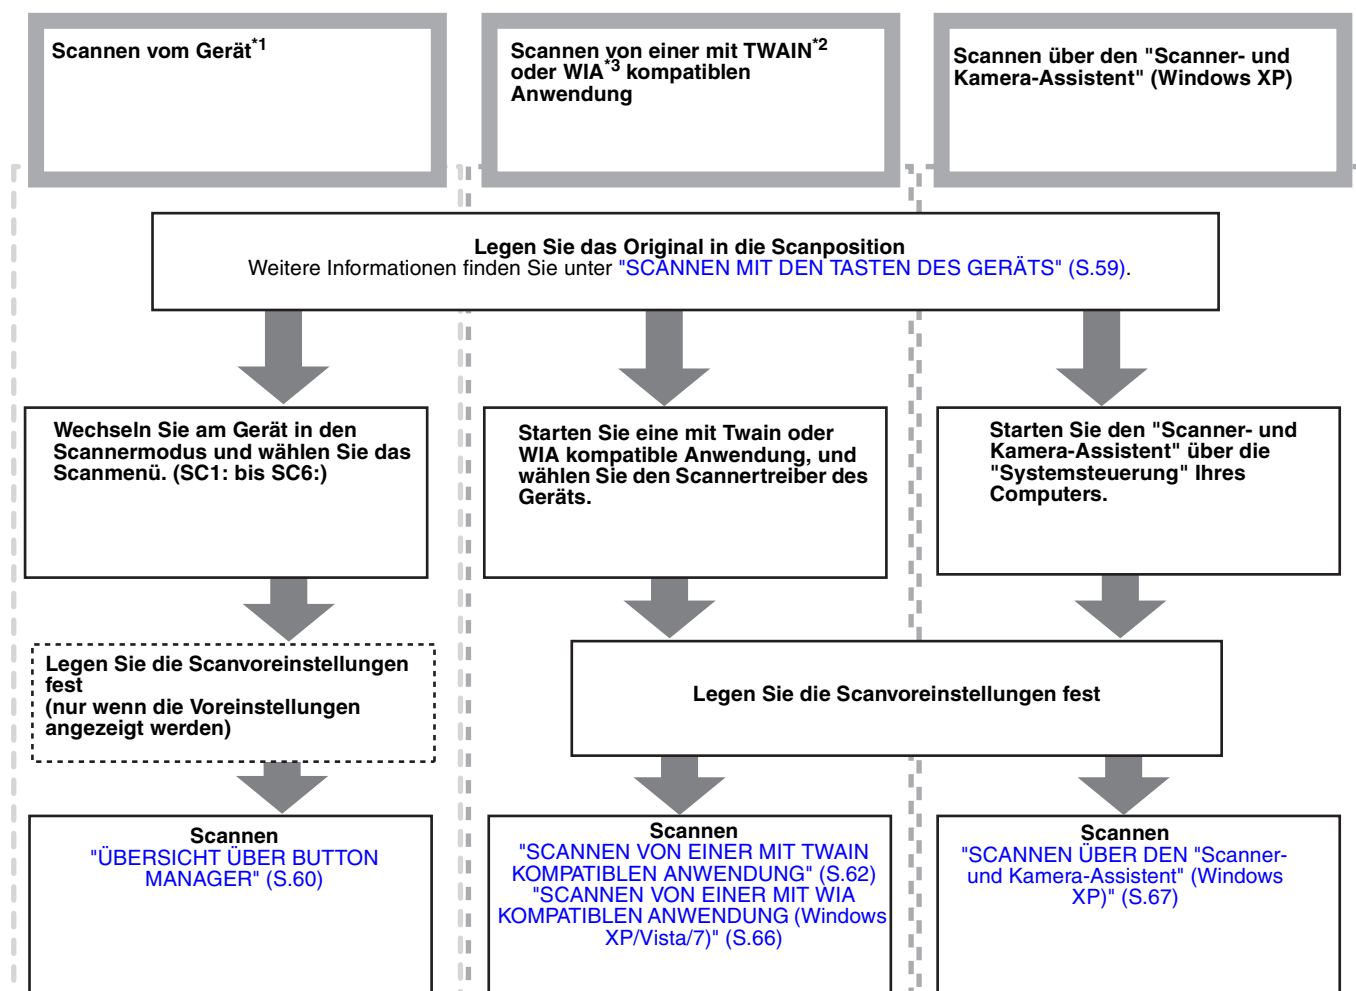 Scannen vom Gerät*1
Scannen von einer mit TWAIN*2
oder WIA*3 kompatiblen
Anwendung
Scannen über den "Scanner- und
Kamera-Assistent" (Windows XP)
Legen Sie das Original in die Scanposition
Weitere Informationen finden Sie unter "SCANNEN MIT DEN TASTEN DES GERÄTS" (S.59).
Wechseln Sie am Gerät in den
Scannermodus und wählen Sie das
Scanmenü. (SC1: bis SC6:)
Starten Sie eine mit Twain oder
WIA kompatible Anwendung, und
wählen Sie den Scannertreiber des
Geräts.
Starten Sie den "Scanner- und
Kamera-Assistent" über die
"Systemsteuerung" Ihres
Computers.
Legen Sie die Scanvoreinstellungen
fest
(nur wenn die Voreinstellungen
angezeigt werden)
Legen Sie die Scanvoreinstellungen fest
Scannen
"ÜBERSICHT ÜBER BUTTON
MANAGER" (S.60)
Scannen
"SCANNEN VON EINER MIT TWAIN
KOMPATIBLEN ANWENDUNG" (S.62)
"SCANNEN VON EINER MIT WIA
KOMPATIBLEN ANWENDUNG (Windows
XP/Vista/7)" (S.66)
Scannen
"SCANNEN ÜBER DEN "Scanner-
und Kamera-Assistent" (Windows
XP)" (S.67)